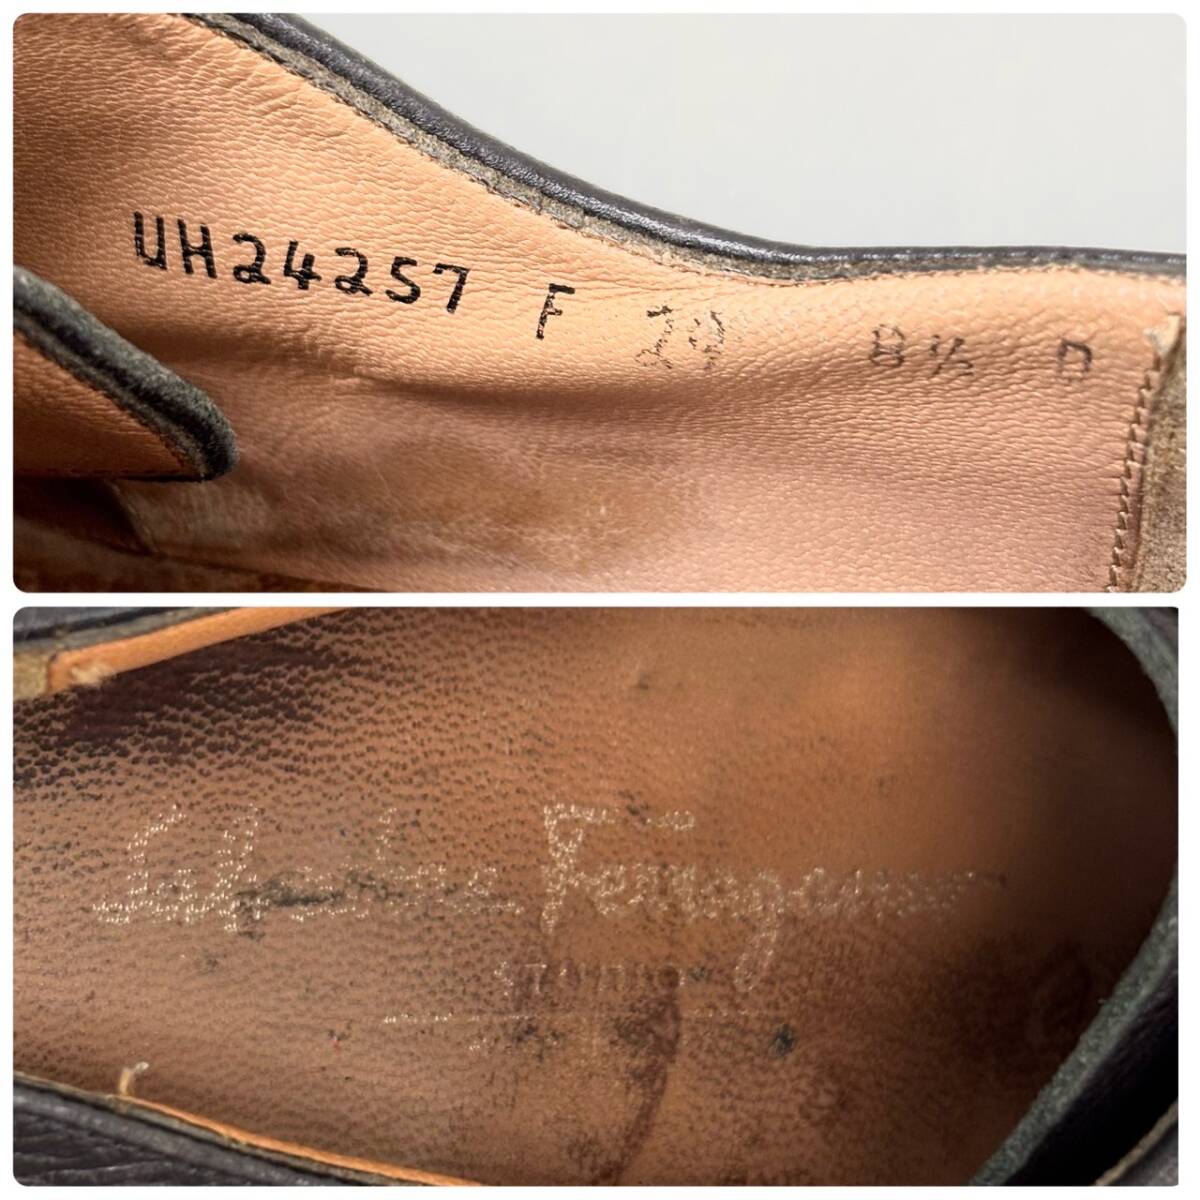 UH24257 F 8½ D
Salvatore Ferragamo